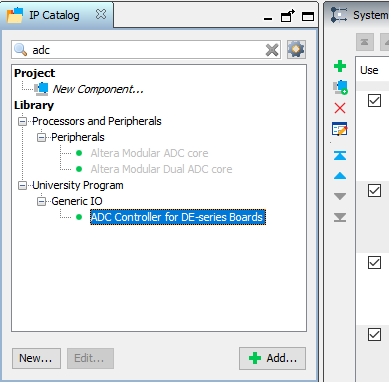 IP Catalog
System
adc
Project
New Component...
Library
Processors and Peripherals
Peripherals
Altera Modular ADC core
Altera Modular Dual ADC core
University Program
Generic IO
ADC Controller for DE-series Boards
Use
New...
Edit...
Add...